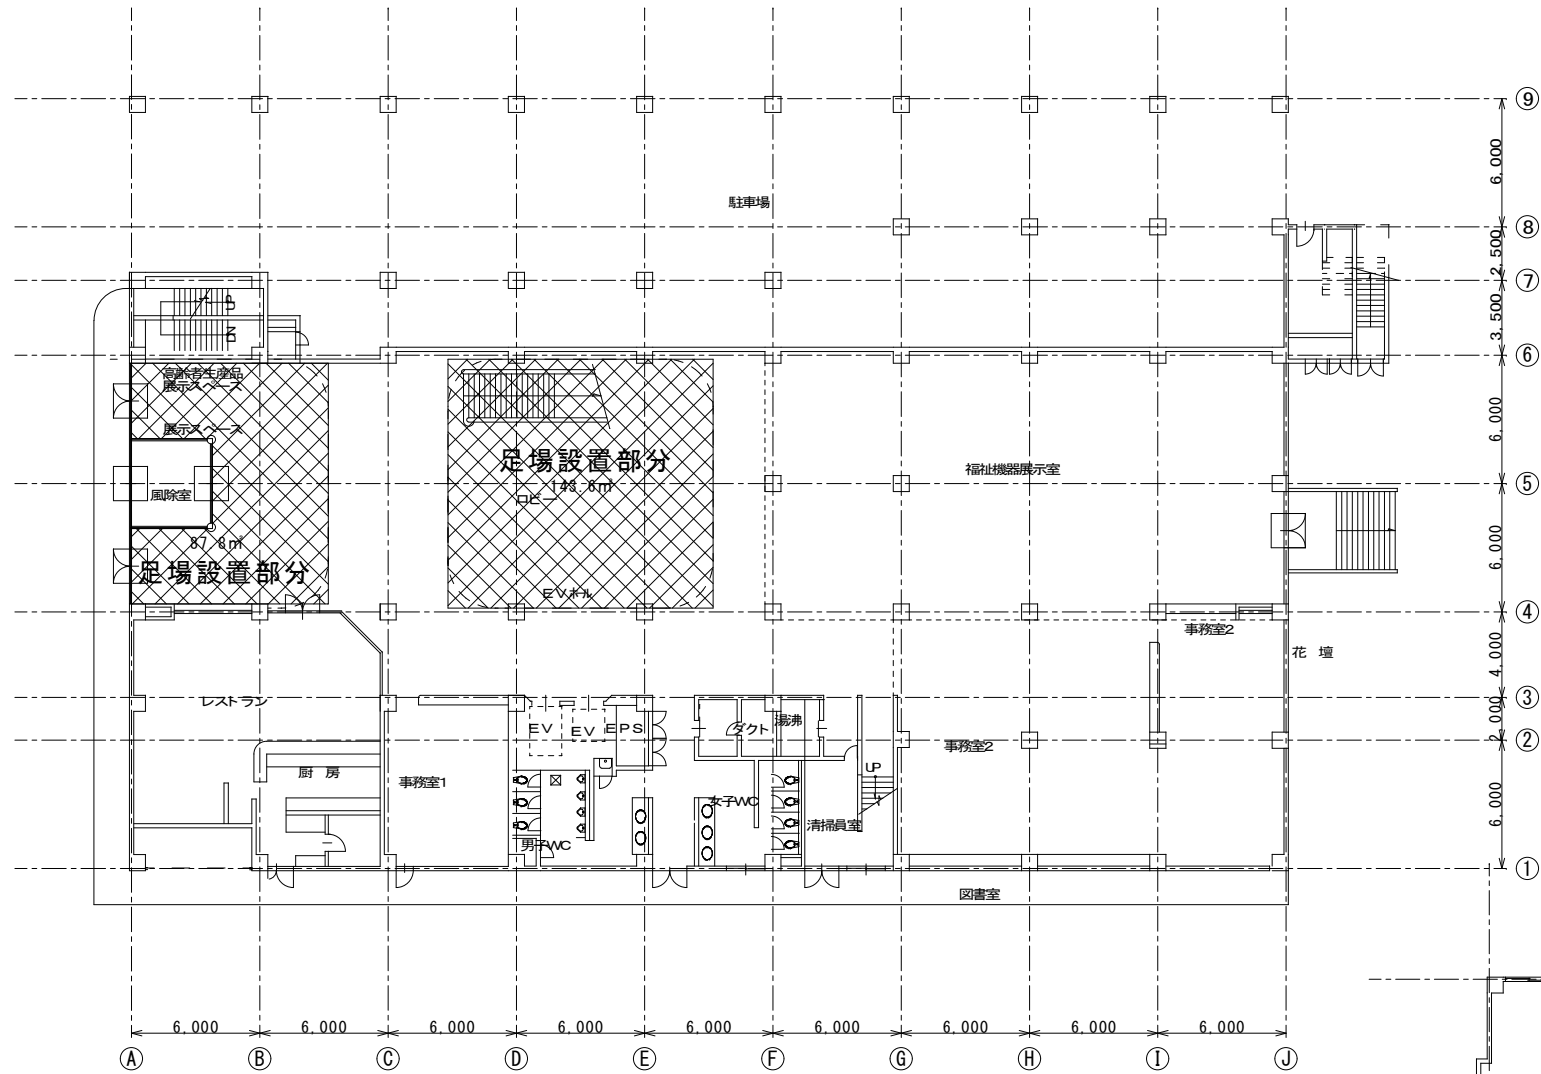 ⑨
6,000
駐車場
⑧
2,500
⑦
UP
DN
3,500
⑥
高齢者生産品
展示スペース
展示スペース
6,000
足場設置部分
143.6㎡
ロビー
福祉機器展示室
⑤
風除室
87.8㎡
足場設置部分
6,000
EVホール
④
事務室2
花 壇
4,000
レストラン
③
EV
EV
EPS
ダクト
湯沸
2,000
事務室2
②
厨 房
事務室1
UP
女子WC
清掃員室
男子WC
6,000
①
図書室
6,000 6,000 6,000 6,000 6,000 6,000 6,000 6,000 6,000
Ⓐ Ⓑ Ⓒ Ⓓ Ⓔ Ⓕ Ⓖ Ⓗ Ⓘ Ⓙ